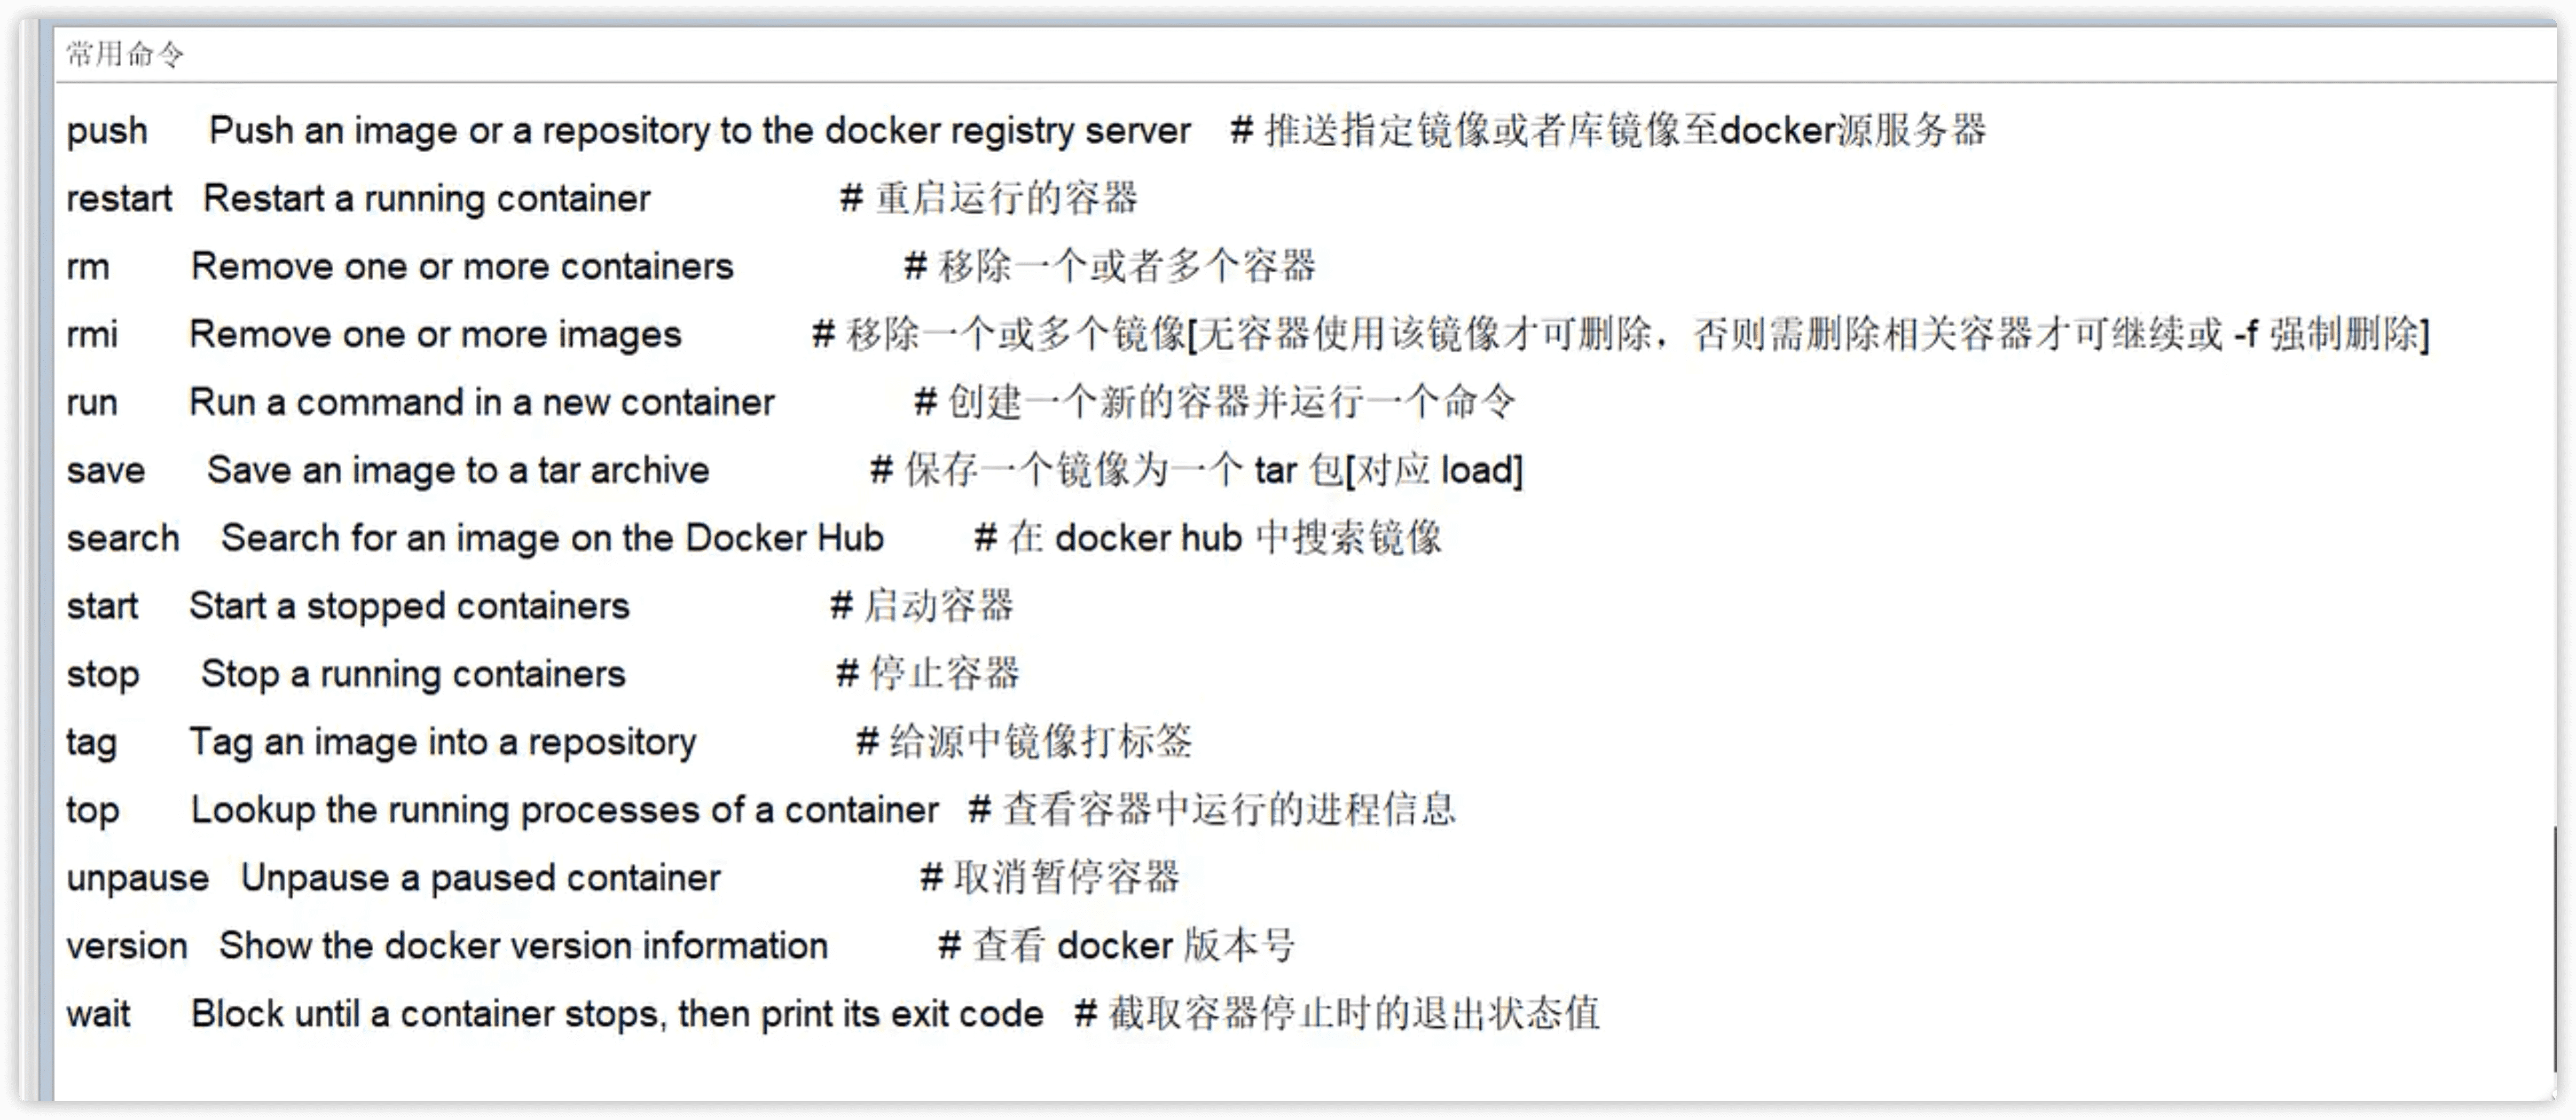 常用命令
push Push an image or a repository to the docker registry server # 推送指定镜像或者库镜像至docker源服务器
restart Restart a running container # 重启运行的容器
rm Remove one or more containers # 移除一个或者多个容器
rmi Remove one or more images # 移除一个或多个镜像[无容器使用该镜像才可删除，否则需删除相关容器才可继续或 -f 强制删除]
run Run a command in a new container # 创建一个新的容器并运行一个命令
save Save an image to a tar archive # 保存一个镜像为一个 tar 包[对应 load]
search Search for an image on the Docker Hub # 在 docker hub 中搜索镜像
start Start a stopped containers # 启动容器
stop Stop a running containers # 停止容器
tag Tag an image into a repository # 给源中镜像打标签
top Lookup the running processes of a container # 查看容器中运行的进程信息
unpause Unpause a paused container # 取消暂停容器
version Show the docker version information # 查看 docker 版本号
wait Block until a container stops, then print its exit code # 截取容器停止时的退出状态值